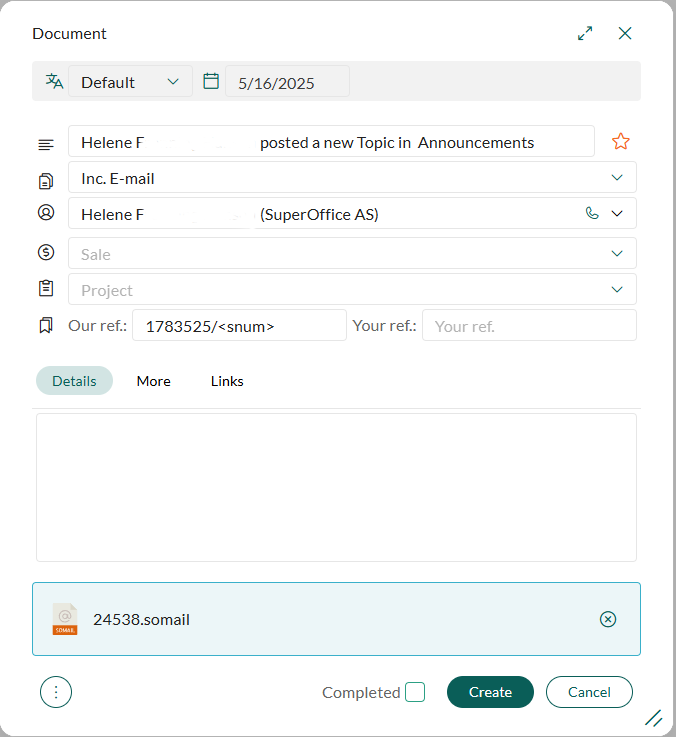 Document
Default 5/16/2025
Helene F posted a new Topic in Announcements
Inc. E-mail
Helene F (SuperOffice AS)
Sale
Project
Our ref.: 1783525/<snum> Your ref.: Your ref.
Details More Links
SOMAIL 24538.somail
Completed Create Cancel